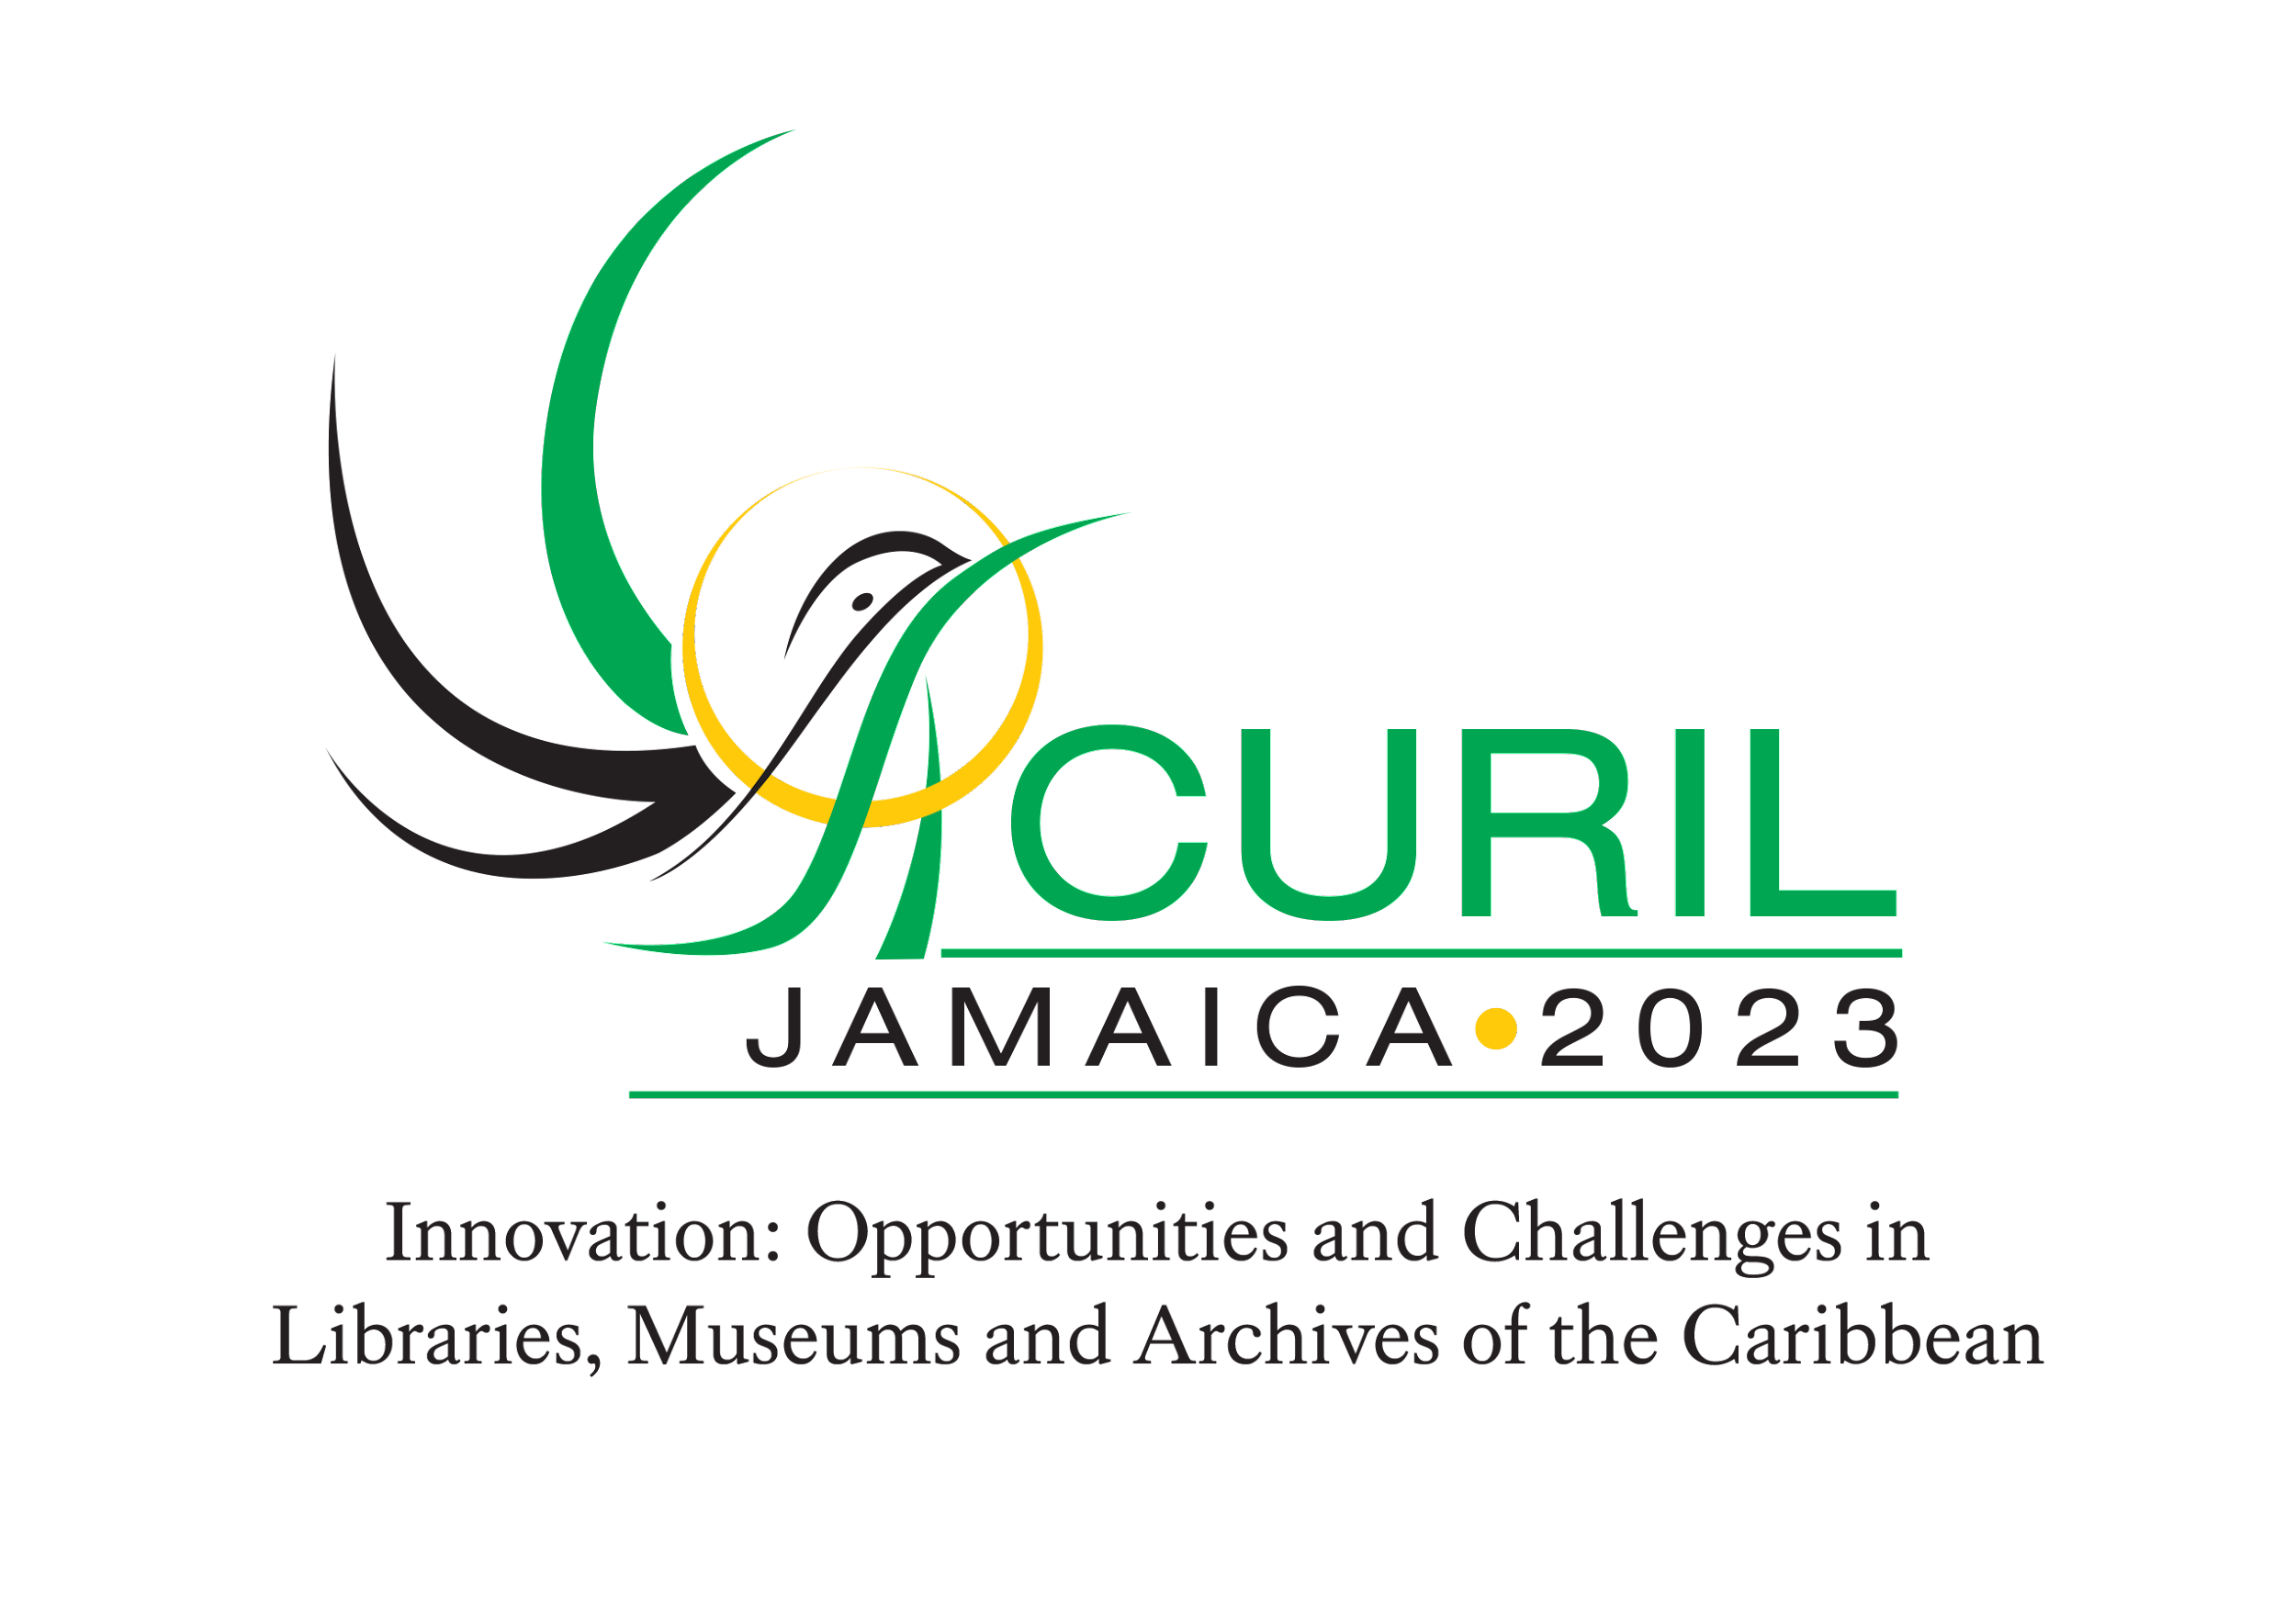 ACURIL
JAMAICA•2023
Innovation: Opportunities and Challenges in
Libraries, Museums and Archives of the Caribbean